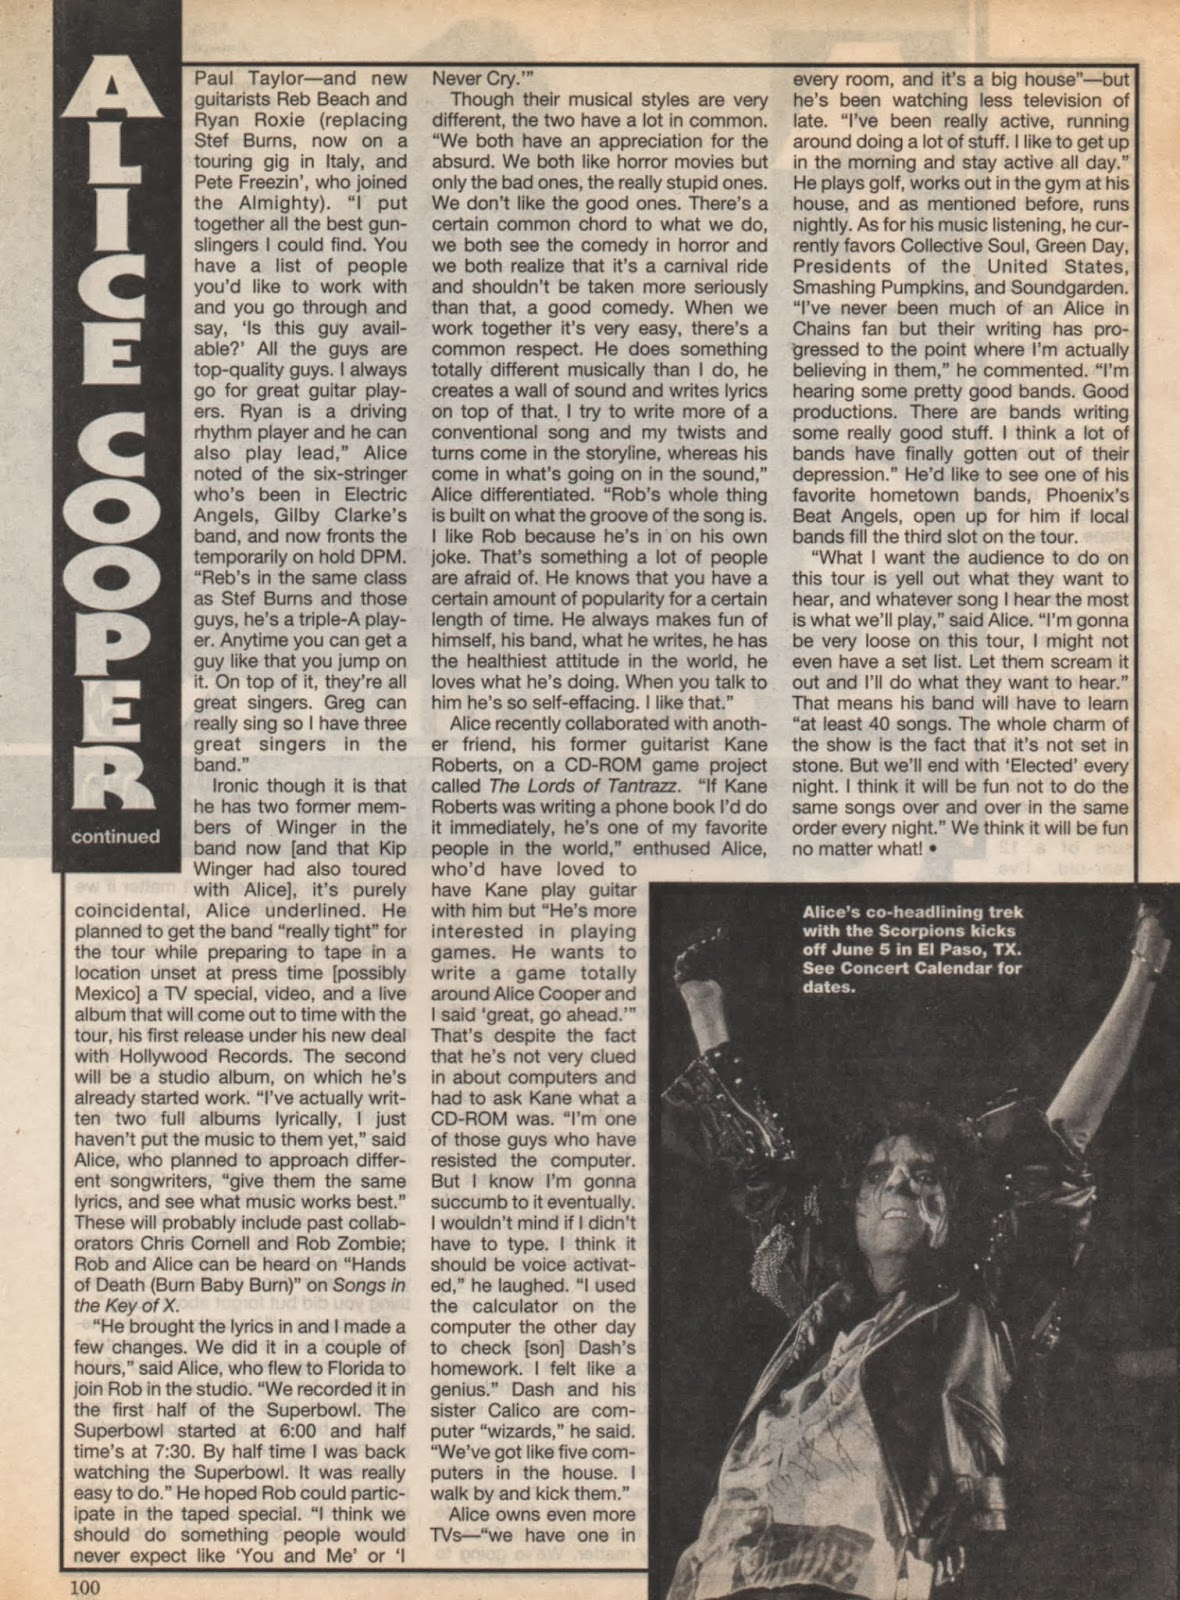 ALICE COOPER
continued
Paul Taylor—and new
guitarists Reb Beach and
Ryan Roxie (replacing
Stef Burns, now on a
touring gig in Italy, and
Pete Freezin’, who joined
the Almighty). “I put
together all the best gun-
slingers I could find. You
have a list of people
you’d like to work with
and you go through and
say, ‘Is this guy avail-
able?’ All the guys are
top-quality guys. I always
go for great guitar play-
ers. Ryan is a driving
rhythm player and he can
also play lead,” Alice
noted of the six-stringer
who’s been in Electric
Angels, Gilby Clarke’s
band, and now fronts the
temporarily on hold DPM.
“Reb’s in the same class
as Stef Burns and those
guys, he’s a triple-A play-
er. Anytime you can get a
guy like that you jump on
it. On top of it, they’re all
great singers. Greg can
really sing so I have three
great singers in the
band.”
Ironic though it is that
he has two former mem-
bers of Winger in the
band now [and that Kip
Winger had also toured
with Alice], it’s purely
coincidental, Alice underlined. He
planned to get the band “really tight” for
the tour while preparing to tape in a
location unset at press time [possibly
Mexico] a TV special, video, and a live
album that will come out to time with the
tour, his first release under his new deal
with Hollywood Records. The second
will be a studio album, on which he’s
already started work. “I’ve actually writ-
ten two full albums lyrically, I just
haven’t put the music to them yet,” said
Alice, who planned to approach differ-
ent songwriters, “give them the same
lyrics, and see what music works best.”
These will probably include past collab-
orators Chris Cornell and Rob Zombie;
Rob and Alice can be heard on “Hands
of Death (Burn Baby Burn)” on Songs in
the Key of X.
“He brought the lyrics in and I made a
few changes. We did it in a couple of
hours,” said Alice, who flew to Florida to
join Rob in the studio. “We recorded it in
the first half of the Superbowl. The
Superbowl started at 6:00 and half
time’s at 7:30. By half time I was back
watching the Superbowl. It was really
easy to do.” He hoped Rob could partic-
ipate in the taped special. “I think we
should do something people would
never expect like ‘You and Me’ or ‘I
Never Cry.’”
Though their musical styles are very
different, the two have a lot in common.
“We both have an appreciation for the
absurd. We both like horror movies but
only the bad ones, the really stupid ones.
We don’t like the good ones. There’s a
certain common chord to what we do,
we both see the comedy in horror and
we both realize that it’s a carnival ride
and shouldn’t be taken more seriously
than that, a good comedy. When we
work together it’s very easy, there’s a
common respect. He does something
totally different musically than I do, he
creates a wall of sound and writes lyrics
on top of that. I try to write more of a
conventional song and my twists and
turns come in the storyline, whereas his
come in what’s going on in the sound,”
Alice differentiated. “Rob’s whole thing
is built on what the groove of the song is.
I like Rob because he’s in on his own
joke. That’s something a lot of people
are afraid of. He knows that you have a
certain amount of popularity for a certain
length of time. He always makes fun of
himself, his band, what he writes, he has
the healthiest attitude in the world, he
loves what he’s doing. When you talk to
him he’s so self-effacing. I like that.”
Alice recently collaborated with anoth-
er friend, his former guitarist Kane
Roberts, on a CD-ROM game project
called The Lords of Tantrazz. “If Kane
Roberts was writing a phone book I’d do
it immediately, he’s one of my favorite
people in the world,” enthused Alice,
who’d have loved to
have Kane play guitar
with him but “He’s more
interested in playing
games. He wants to
write a game totally
around Alice Cooper and
I said ‘great, go ahead.’”
That’s despite the fact
that he’s not very clued
in about computers and
had to ask Kane what a
CD-ROM was. “I’m one
of those guys who have
resisted the computer.
But I know I’m gonna
succumb to it eventually.
I wouldn’t mind if I didn’t
have to type. I think it
should be voice activat-
ed,” he laughed. “I used
the calculator on the
computer the other day
to check [son] Dash’s
homework. I felt like a
genius.” Dash and his
sister Calico are com-
puter “wizards,” he said.
“We’ve got like five com-
puters in the house. I
walk by and kick them.”
Alice owns even more
TVs—“we have one in
every room, and it’s a big house”—but
he’s been watching less television of
late. “I’ve been really active, running
around doing a lot of stuff. I like to get up
in the morning and stay active all day.”
He plays golf, works out in the gym at his
house, and as mentioned before, runs
nightly. As for his music listening, he cur-
rently favors Collective Soul, Green Day,
Presidents of the United States,
Smashing Pumpkins, and Soundgarden.
“I’ve never been much of an Alice in
Chains fan but their writing has pro-
gressed to the point where I’m actually
believing in them,” he commented. “I’m
hearing some pretty good bands. Good
productions. There are bands writing
some really good stuff. I think a lot of
bands have finally gotten out of their
depression.” He’d like to see one of his
favorite hometown bands, Phoenix’s
Beat Angels, open up for him if local
bands fill the third slot on the tour.
“What I want the audience to do on
this tour is yell out what they want to
hear, and whatever song I hear the most
is what we’ll play,” said Alice. “I’m gonna
be very loose on this tour, I might not
even have a set list. Let them scream it
out and I’ll do what they want to hear.”
That means his band will have to learn
“at least 40 songs. The whole charm of
the show is the fact that it’s not set in
stone. But we’ll end with ‘Elected’ every
night. I think it will be fun not to do the
same songs over and over in the same
order every night.” We think it will be fun
no matter what! •
Alice’s co-headlining trek
with the Scorpions kicks
off June 5 in El Paso, TX.
See Concert Calendar for
dates.
100